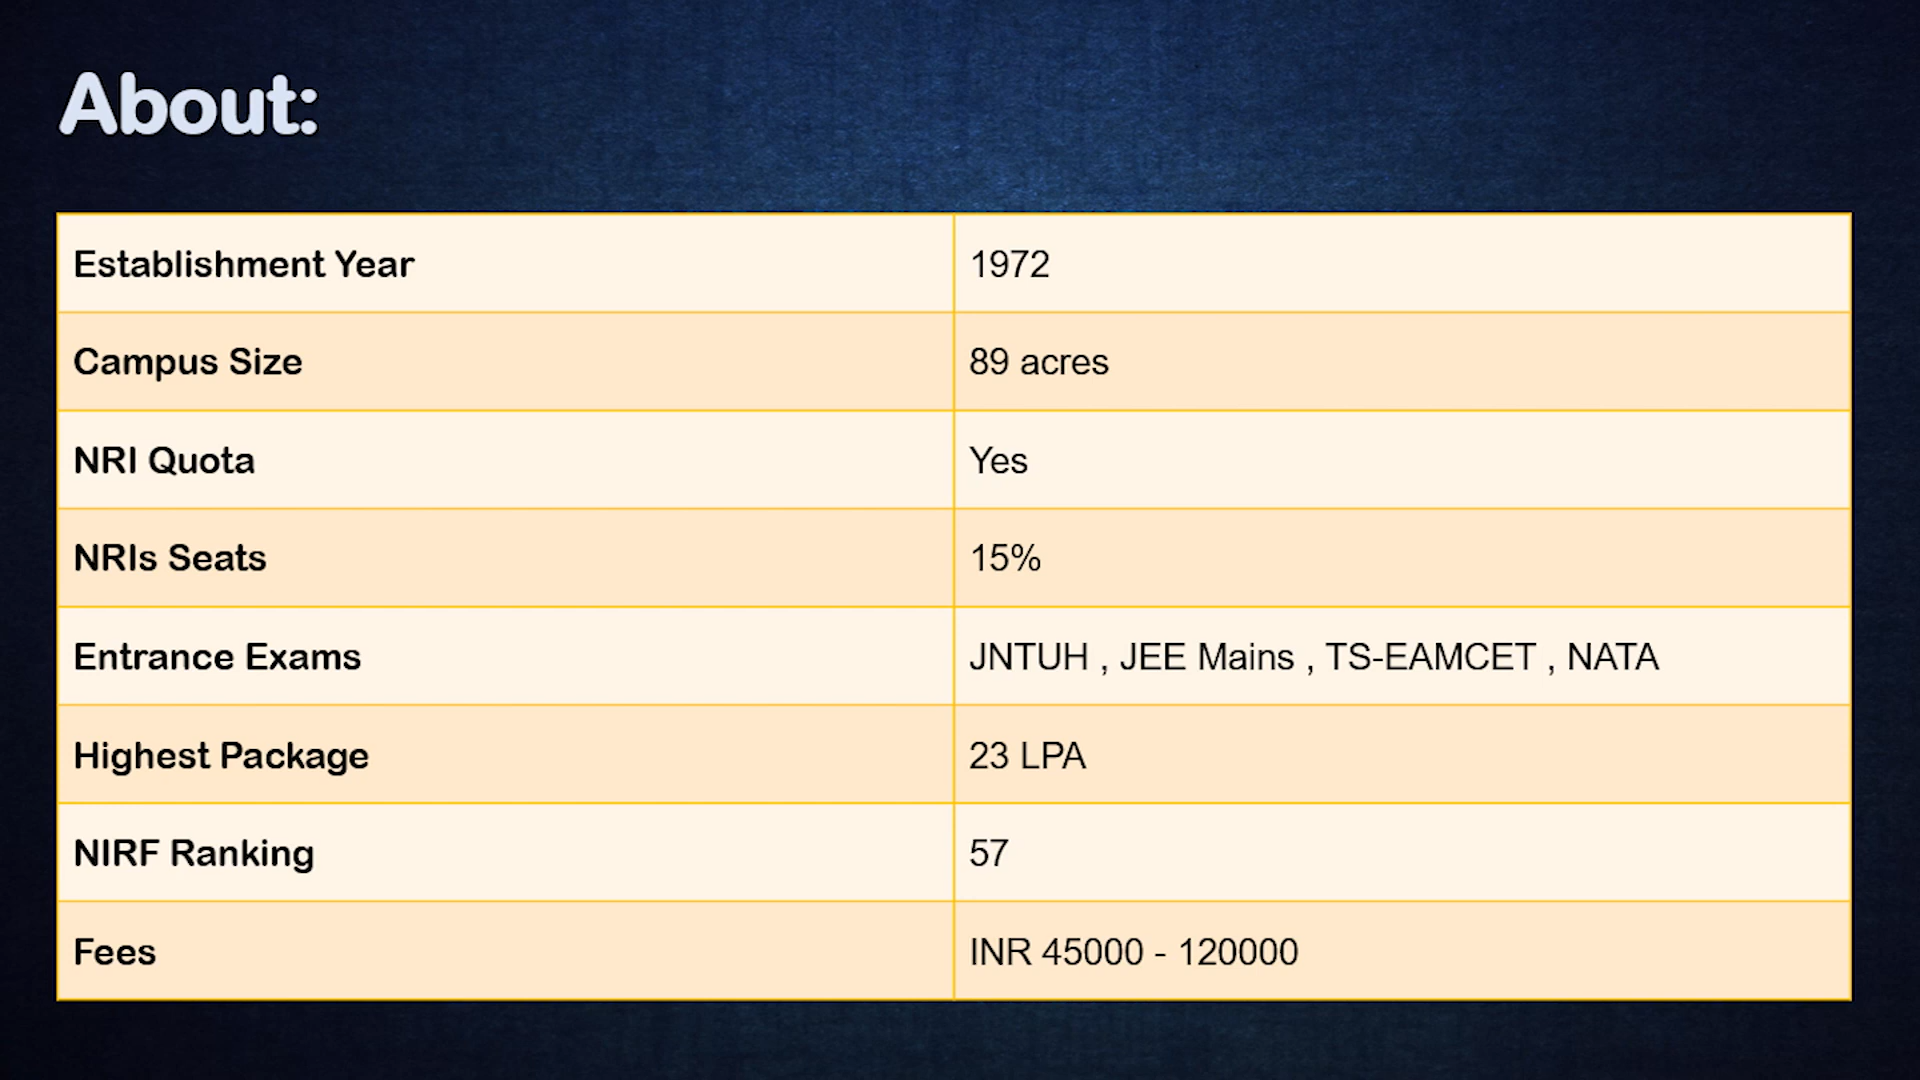 About:
Establishment Year 1972
Campus Size 89 acres
NRI Quota Yes
NRIs Seats 15%
Entrance Exams JNTUH , JEE Mains , TS-EAMCET , NATA
Highest Package 23 LPA
NIRF Ranking 57
Fees INR 45000 - 120000